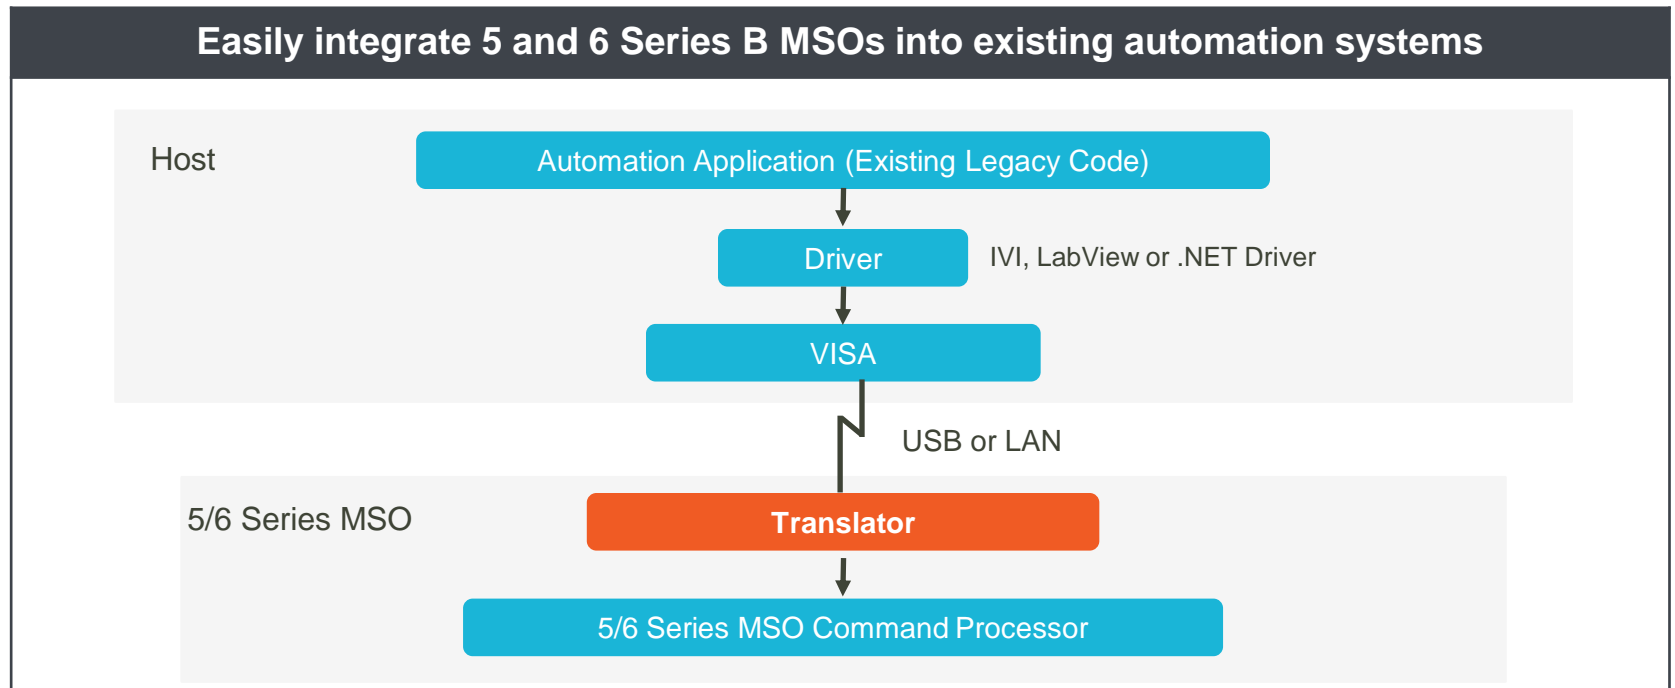 Easily integrate 5 and 6 Series B MSOs into existing automation systems
Host
Automation Application (Existing Legacy Code)
Driver
IVI, LabView or .NET Driver
VISA
USB or LAN
5/6 Series MSO
Translator
5/6 Series MSO Command Processor